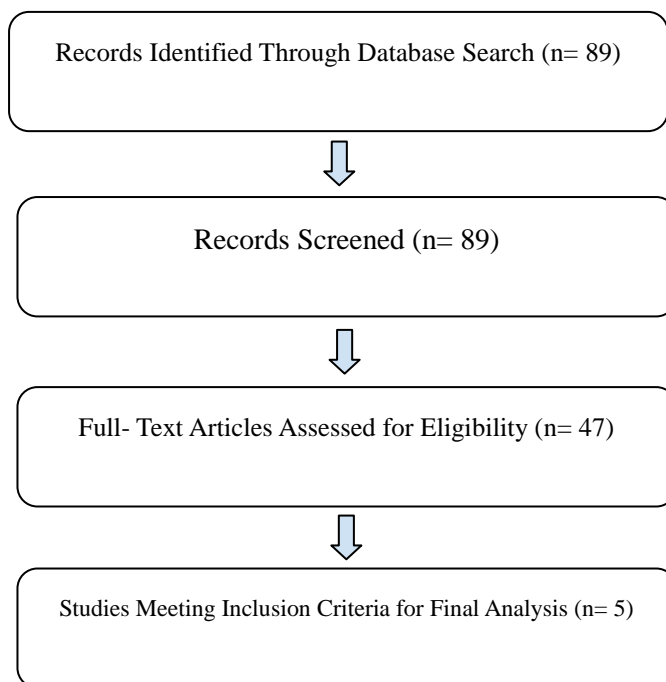 Records Identified Through Database Search (n= 89)
Records Screened (n= 89)
Full- Text Articles Assessed for Eligibility (n= 47)
Studies Meeting Inclusion Criteria for Final Analysis (n= 5)